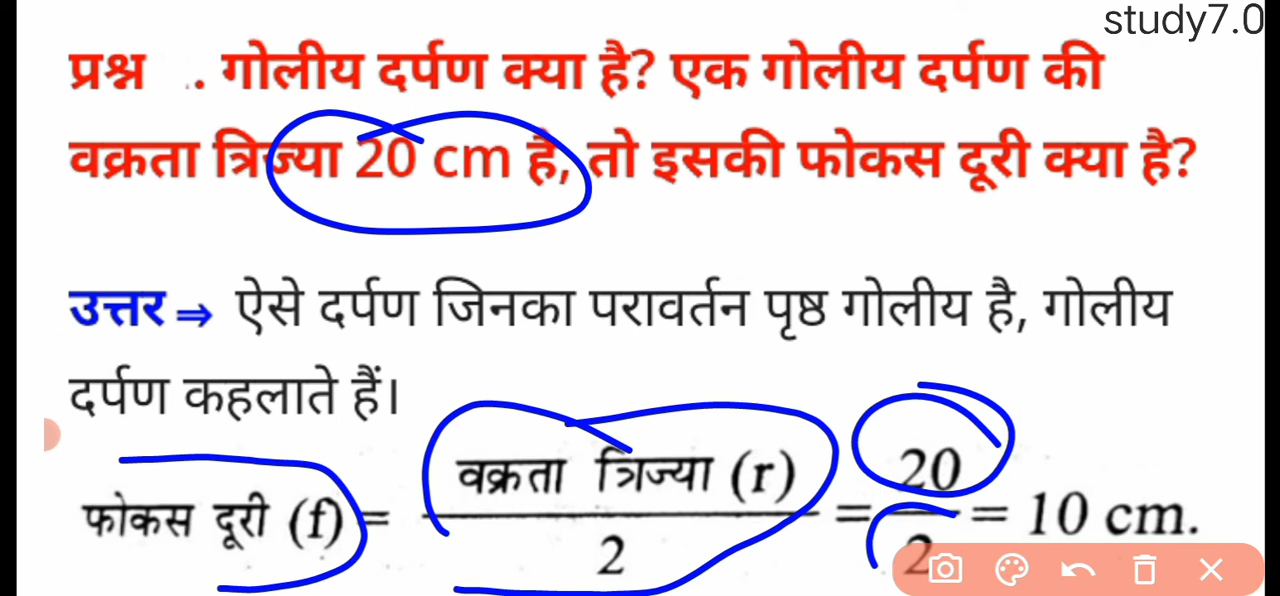 study7.0
प्रश्न . गोलीय दर्पण क्या है? एक गोलीय दर्पण की
वक्रता त्रिज्या 20 cm है, तो इसकी फोकस दूरी क्या है?
उत्तर ⇒ ऐसे दर्पण जिनका परावर्तन पृष्ठ गोलीय है, गोलीय
दर्पण कहलाते हैं।
फोकस दूरी (f) = वक्रता त्रिज्या (r) / 2 = 20 / 2 = 10 cm.